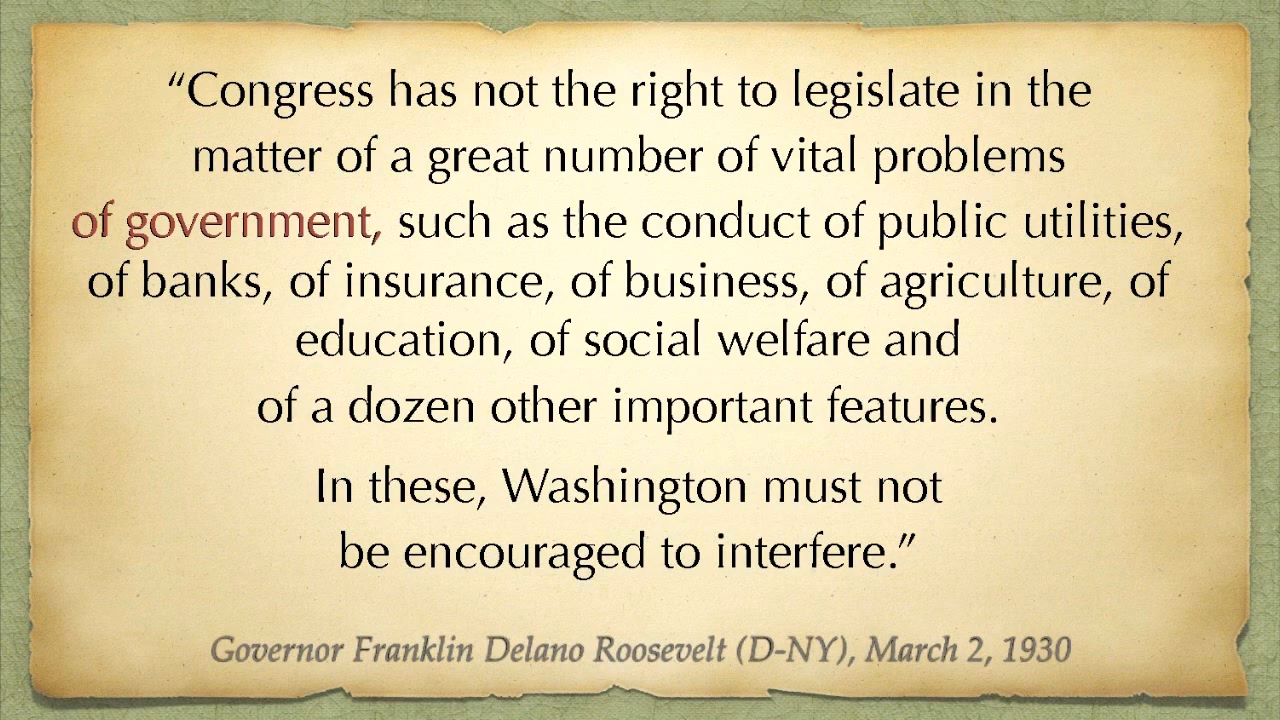 “Congress has not the right to legislate in the
matter of a great number of vital problems
of government, such as the conduct of public utilities,
of banks, of insurance, of business, of agriculture, of
education, of social welfare and
of a dozen other important features.
In these, Washington must not
be encouraged to interfere.”
Governor Franklin Delano Roosevelt (D-NY), March 2, 1930